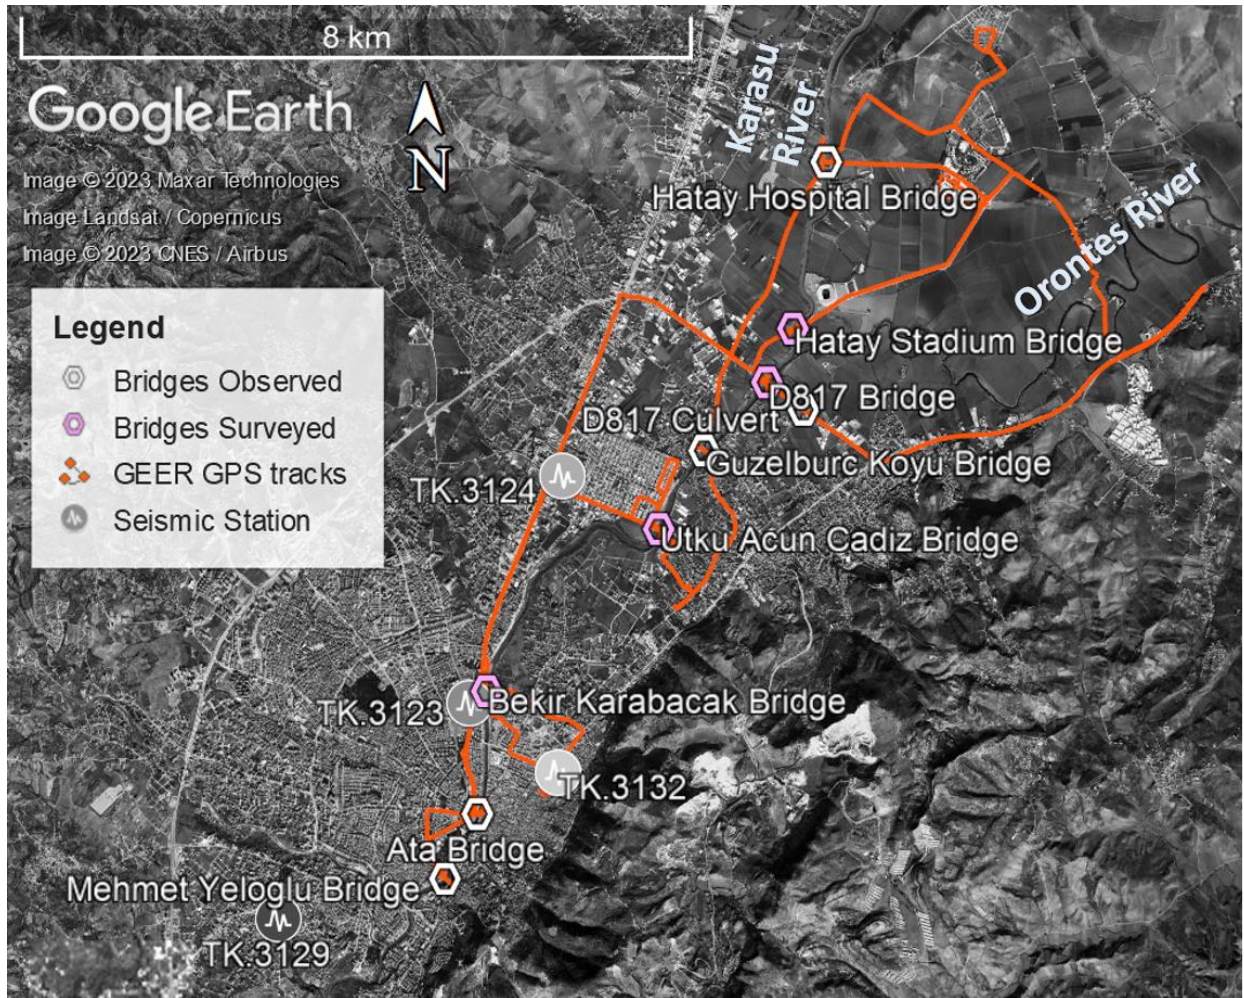 8 km
Google Earth
N
Image © 2023 Maxar Technologies
Image Landsat / Copernicus
Image © 2023 CNES / Airbus
Karasu
River
Hatay Hospital Bridge
Orontes River
Legend
Bridges Observed
Bridges Surveyed
GEER GPS tracks
Seismic Station
Hatay Stadium Bridge
D817 Bridge
D817 Culvert
Guzelburc Koyu Bridge
TK.3124
Utku Acun Cadiz Bridge
Bekir Karabacak Bridge
TK.3123
TK.3132
Ata Bridge
Mehmet Yeloglu Bridge
TK.3129